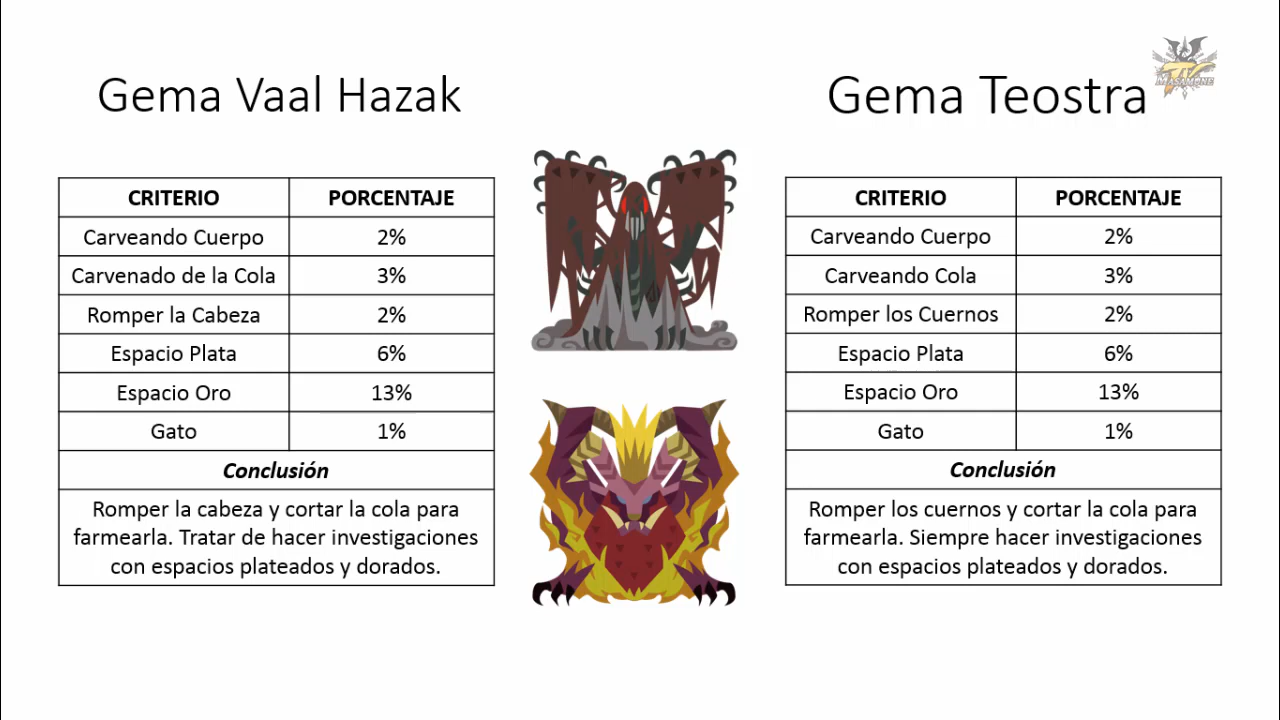 Gema Vaal Hazak
CRITERIO PORCENTAJE
Carveando Cuerpo 2%
Carvenado de la Cola 3%
Romper la Cabeza 2%
Espacio Plata 6%
Espacio Oro 13%
Gato 1%
Conclusión
Romper la cabeza y cortar la cola para
farmearla. Tratar de hacer investigaciones
con espacios plateados y dorados.
Gema Teostra
TV
MASAMUNE
CRITERIO PORCENTAJE
Carveando Cuerpo 2%
Carveando Cola 3%
Romper los Cuernos 2%
Espacio Plata 6%
Espacio Oro 13%
Gato 1%
Conclusión
Romper los cuernos y cortar la cola para
farmearla. Siempre hacer investigaciones
con espacios plateados y dorados.